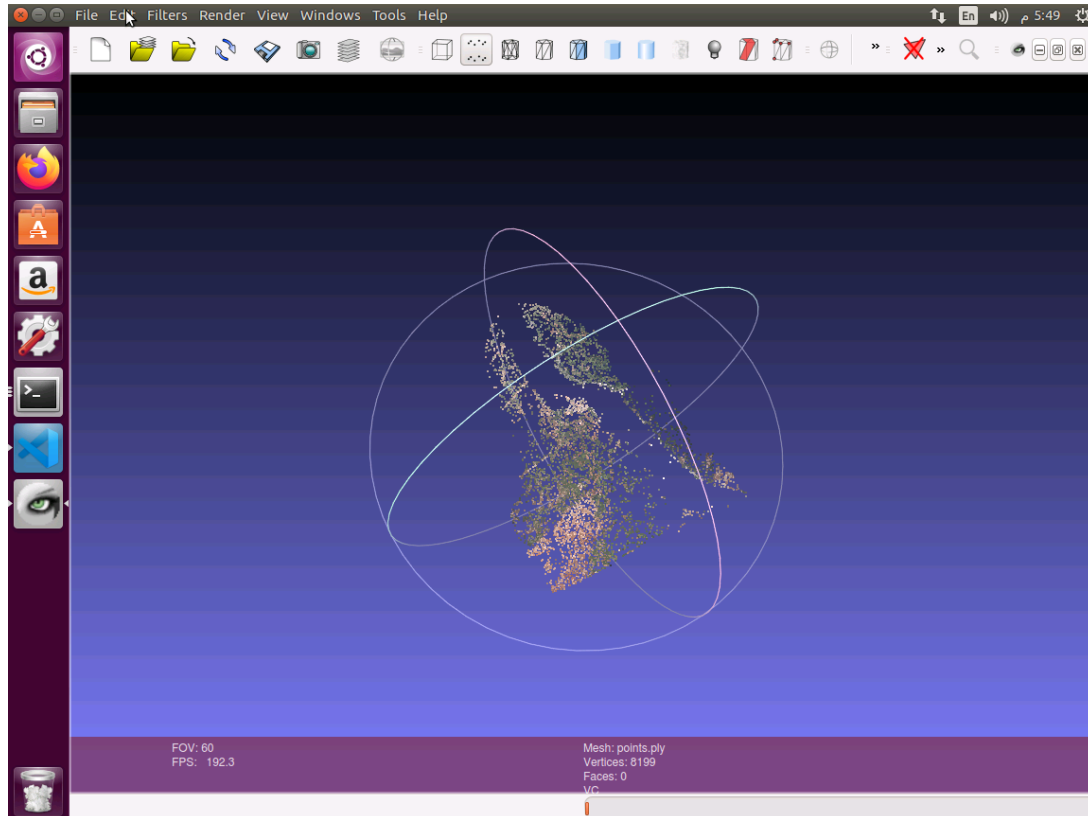 File Edit Filters Render View Windows Tools Help
En
م 5:49
FOV: 60
FPS: 192.3
Mesh: points.ply
Vertices: 8199
Faces: 0
VC